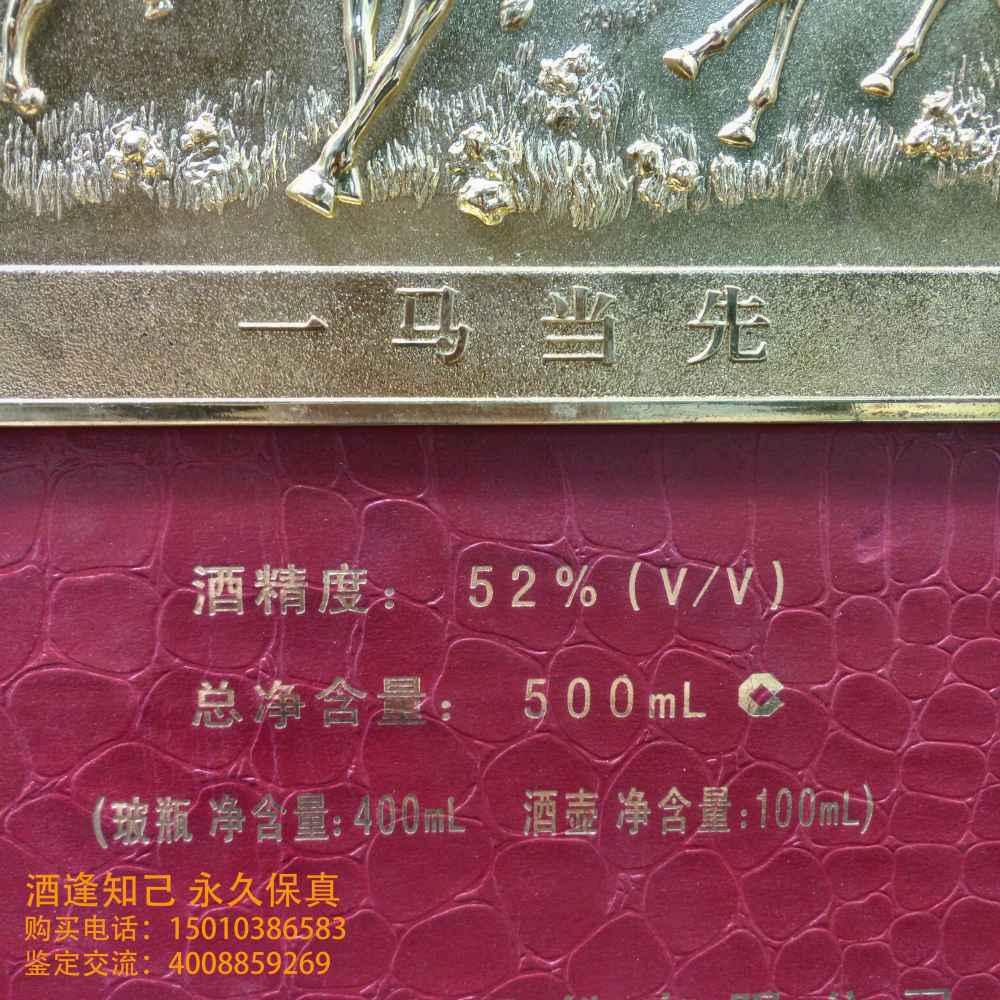 一马当先
酒精度： 52%(V/V)
总净含量： 500mL
(玻瓶 净含量:400mL 酒壶 净含量:100mL)
酒逢知己 永久保真
购买电话：15010386583
鉴定交流：4008859269